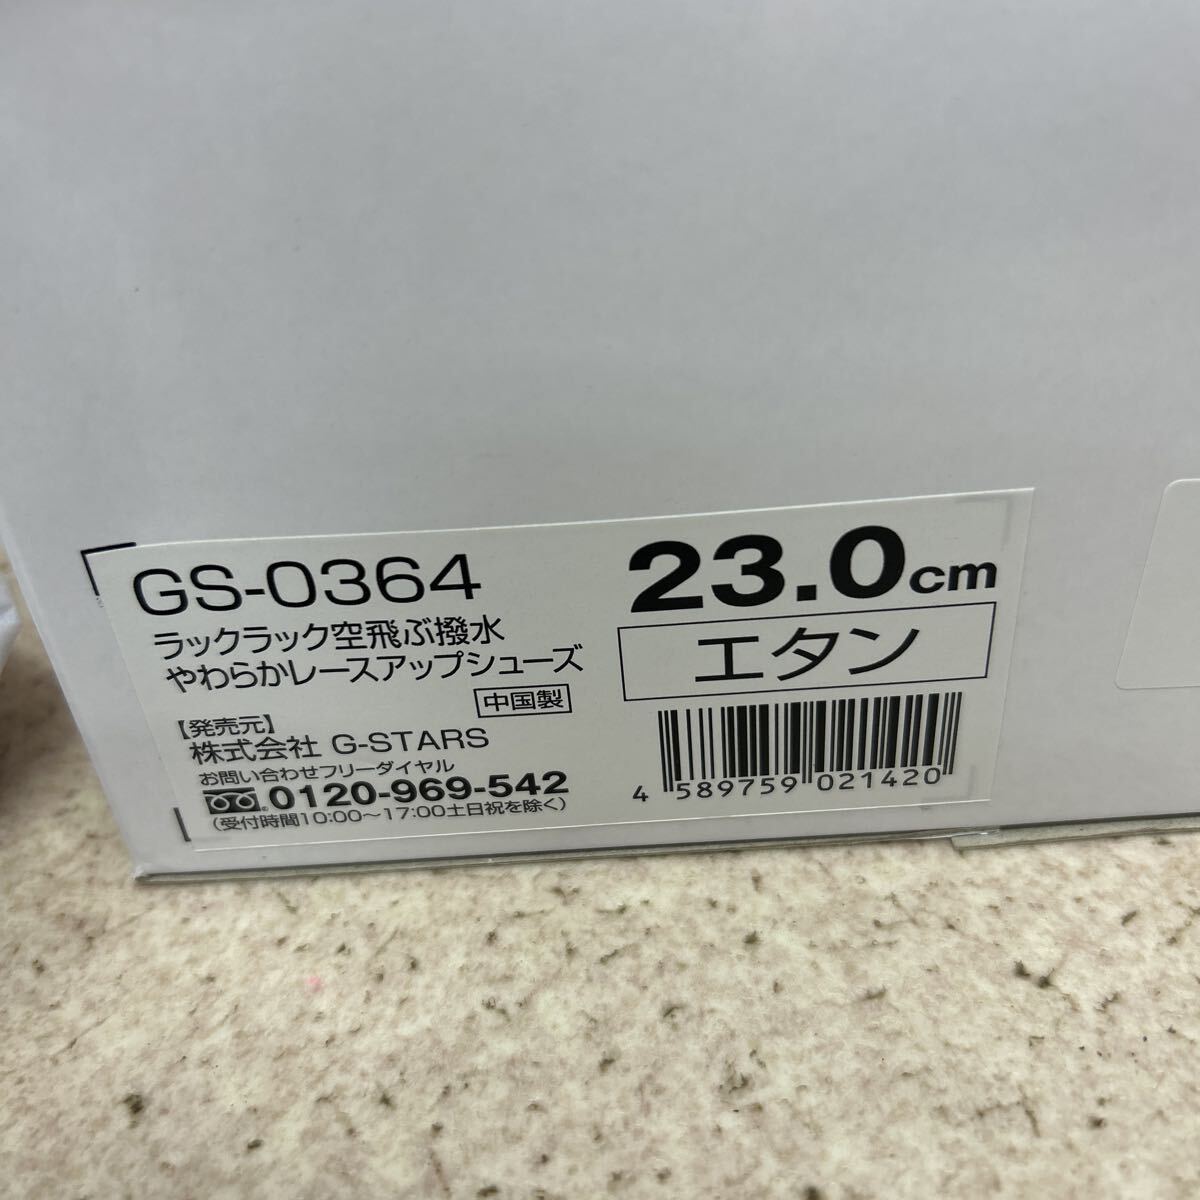 GS-0364
ラックラック空飛ぶ撥水
やわらかレースアップシューズ
中国製
【発売元】
株式会社 G-STARS
お問い合わせフリーダイヤル
0120-969-542
(受付時間10:00〜17:00土日祝を除く)
23.0cm
エタン
4 589759 021420